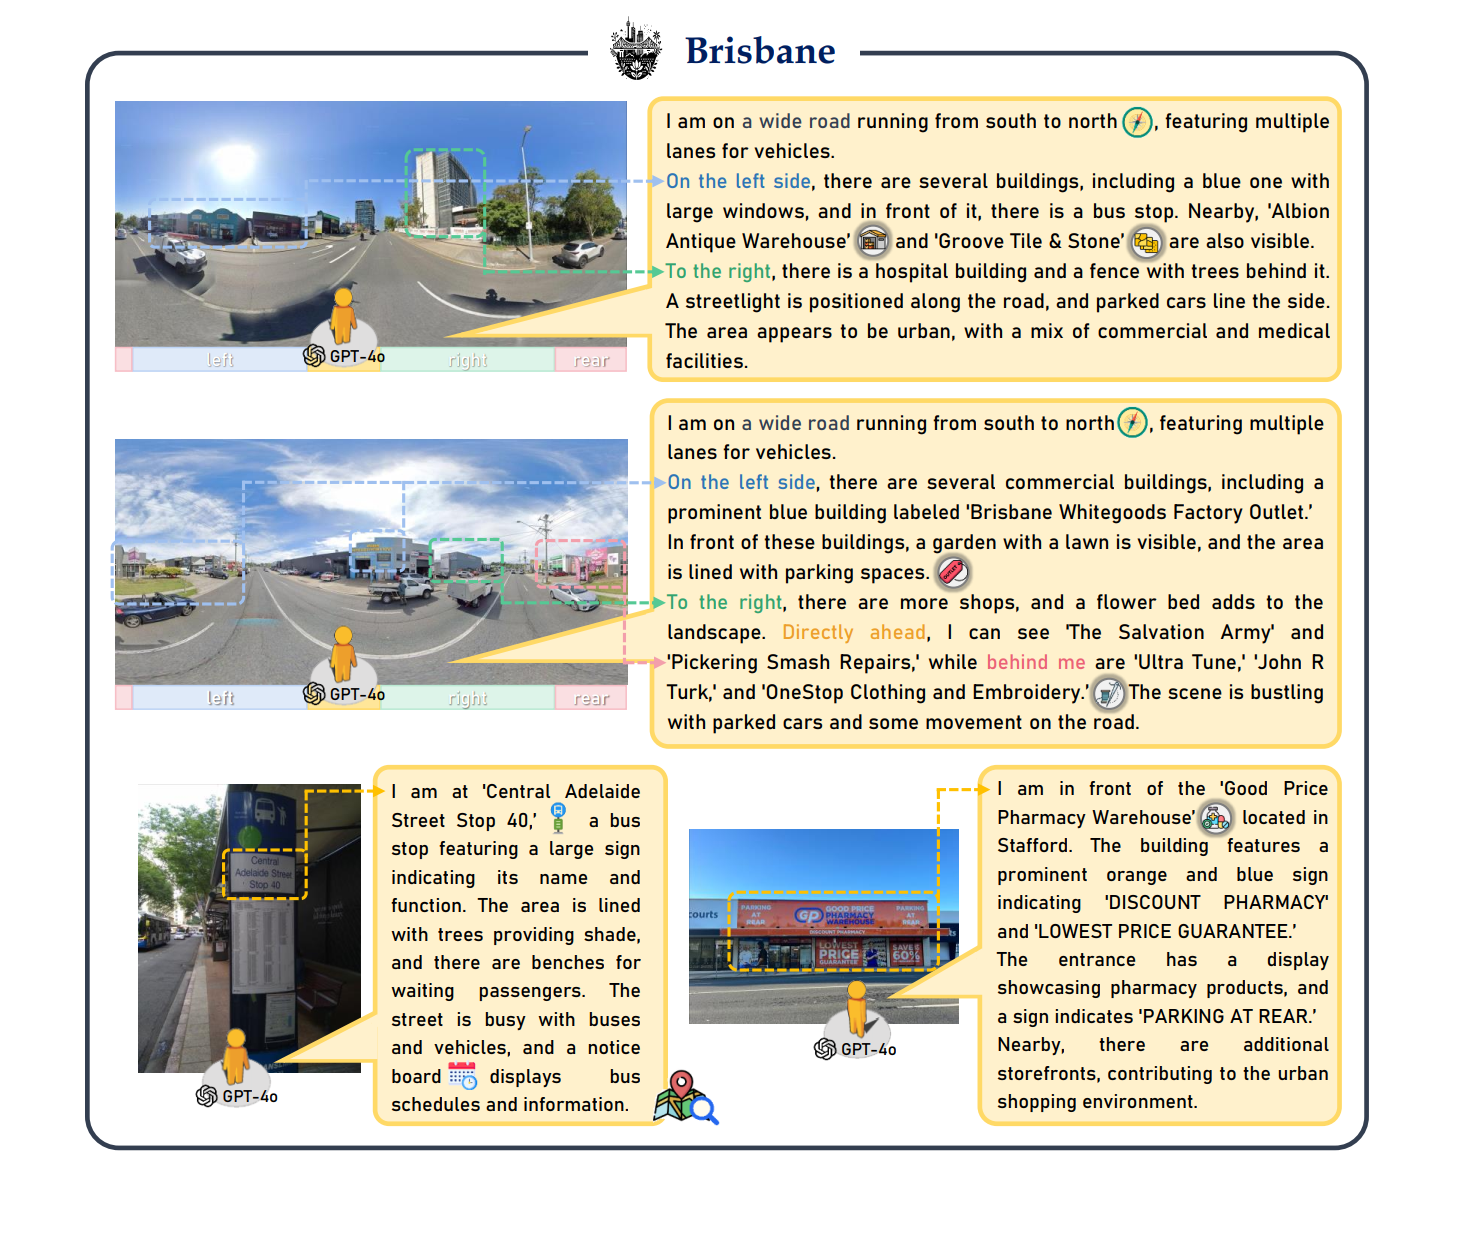 Brisbane
I am on a wide road running from south to north , featuring multiple
lanes for vehicles.
On the left side, there are several buildings, including a blue one with
large windows, and in front of it, there is a bus stop. Nearby, 'Albion
Antique Warehouse’ and 'Groove Tile & Stone’ are also visible.
To the right, there is a hospital building and a fence with trees behind it.
A streetlight is positioned along the road, and parked cars line the side.
The area appears to be urban, with a mix of commercial and medical
facilities.
left
GPT-4o
right
rear
I am on a wide road running from south to north , featuring multiple
lanes for vehicles.
On the left side, there are several commercial buildings, including a
prominent blue building labeled 'Brisbane Whitegoods Factory Outlet.’
In front of these buildings, a garden with a lawn is visible, and the area
is lined with parking spaces.
OUTLET
To the right, there are more shops, and a flower bed adds to the
landscape. Directly ahead, I can see 'The Salvation Army' and
'Pickering Smash Repairs,' while behind me are 'Ultra Tune,' 'John R
Turk,' and 'OneStop Clothing and Embroidery.’ The scene is bustling
with parked cars and some movement on the road.
left
GPT-4o
right
rear
Central
Adelaide Street
Stop 40
GPT-4o
I am at 'Central Adelaide
Street Stop 40,’ a bus
stop featuring a large sign
indicating its name and
function. The area is lined
with trees providing shade,
and there are benches for
waiting passengers. The
street is busy with buses
and vehicles, and a notice
board displays bus
schedules and information.
courts
PARKING
AT
REAR
GP
GOOD PRICE
PHARMACY
WAREHOUSE
PARKING
AT
REAR
DISCOUNT PHARMACY
LOWEST
PRICE
GUARANTEE
SAVE
60%
GPT-4o
I am in front of the 'Good Price
Pharmacy Warehouse’ located in
Stafford. The building features a
prominent orange and blue sign
indicating 'DISCOUNT PHARMACY'
and 'LOWEST PRICE GUARANTEE.’
The entrance has a display
showcasing pharmacy products, and
a sign indicates 'PARKING AT REAR.’
Nearby, there are additional
storefronts, contributing to the urban
shopping environment.